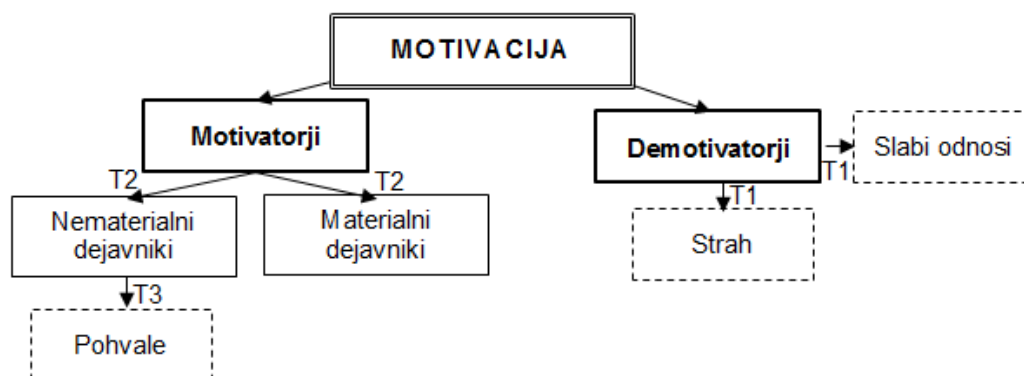 MOTIVACIJA
Motivatorji
Demotivatorji
Slabi odnosi
T1
T2
T2
T1
Nematerialni
dejavniki
Materialni
dejavniki
Strah
T3
Pohvale